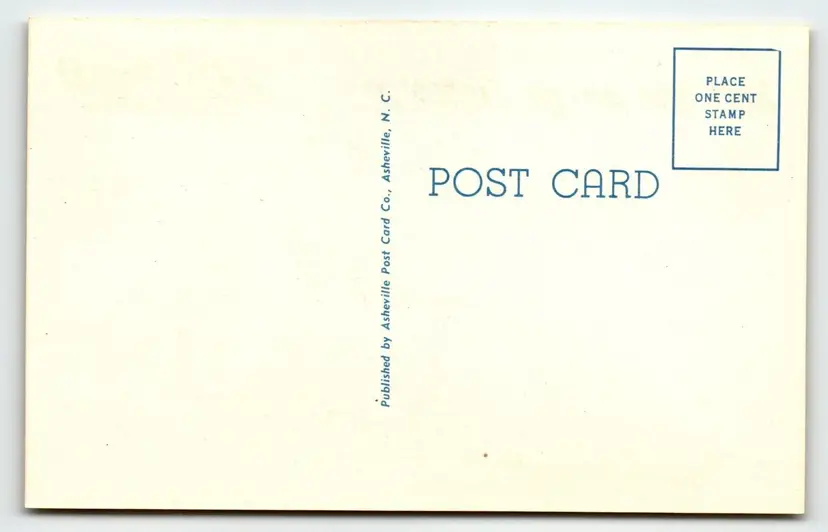 PLACE
ONE CENT
STAMP
HERE
POST CARD
Published by Asheville Post Card Co., Asheville, N. C.